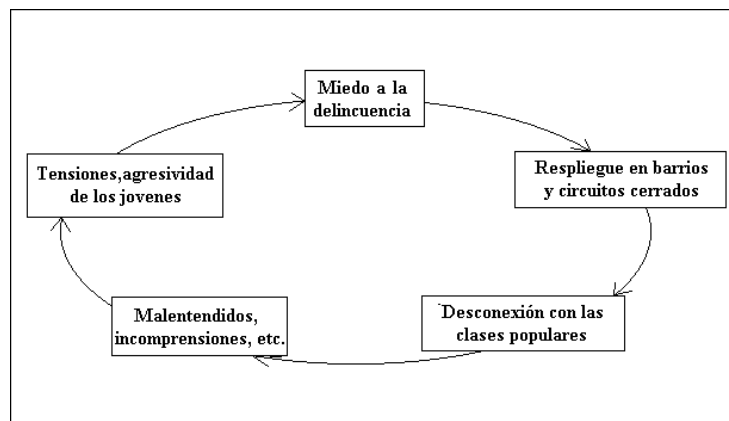 Miedo a la
delincuencia
Respliegue en barrios
y circuitos cerrados
Desconexión con las
clases populares
Malentendidos,
incomprensiones, etc.
Tensiones,agresividad
de los jovenes